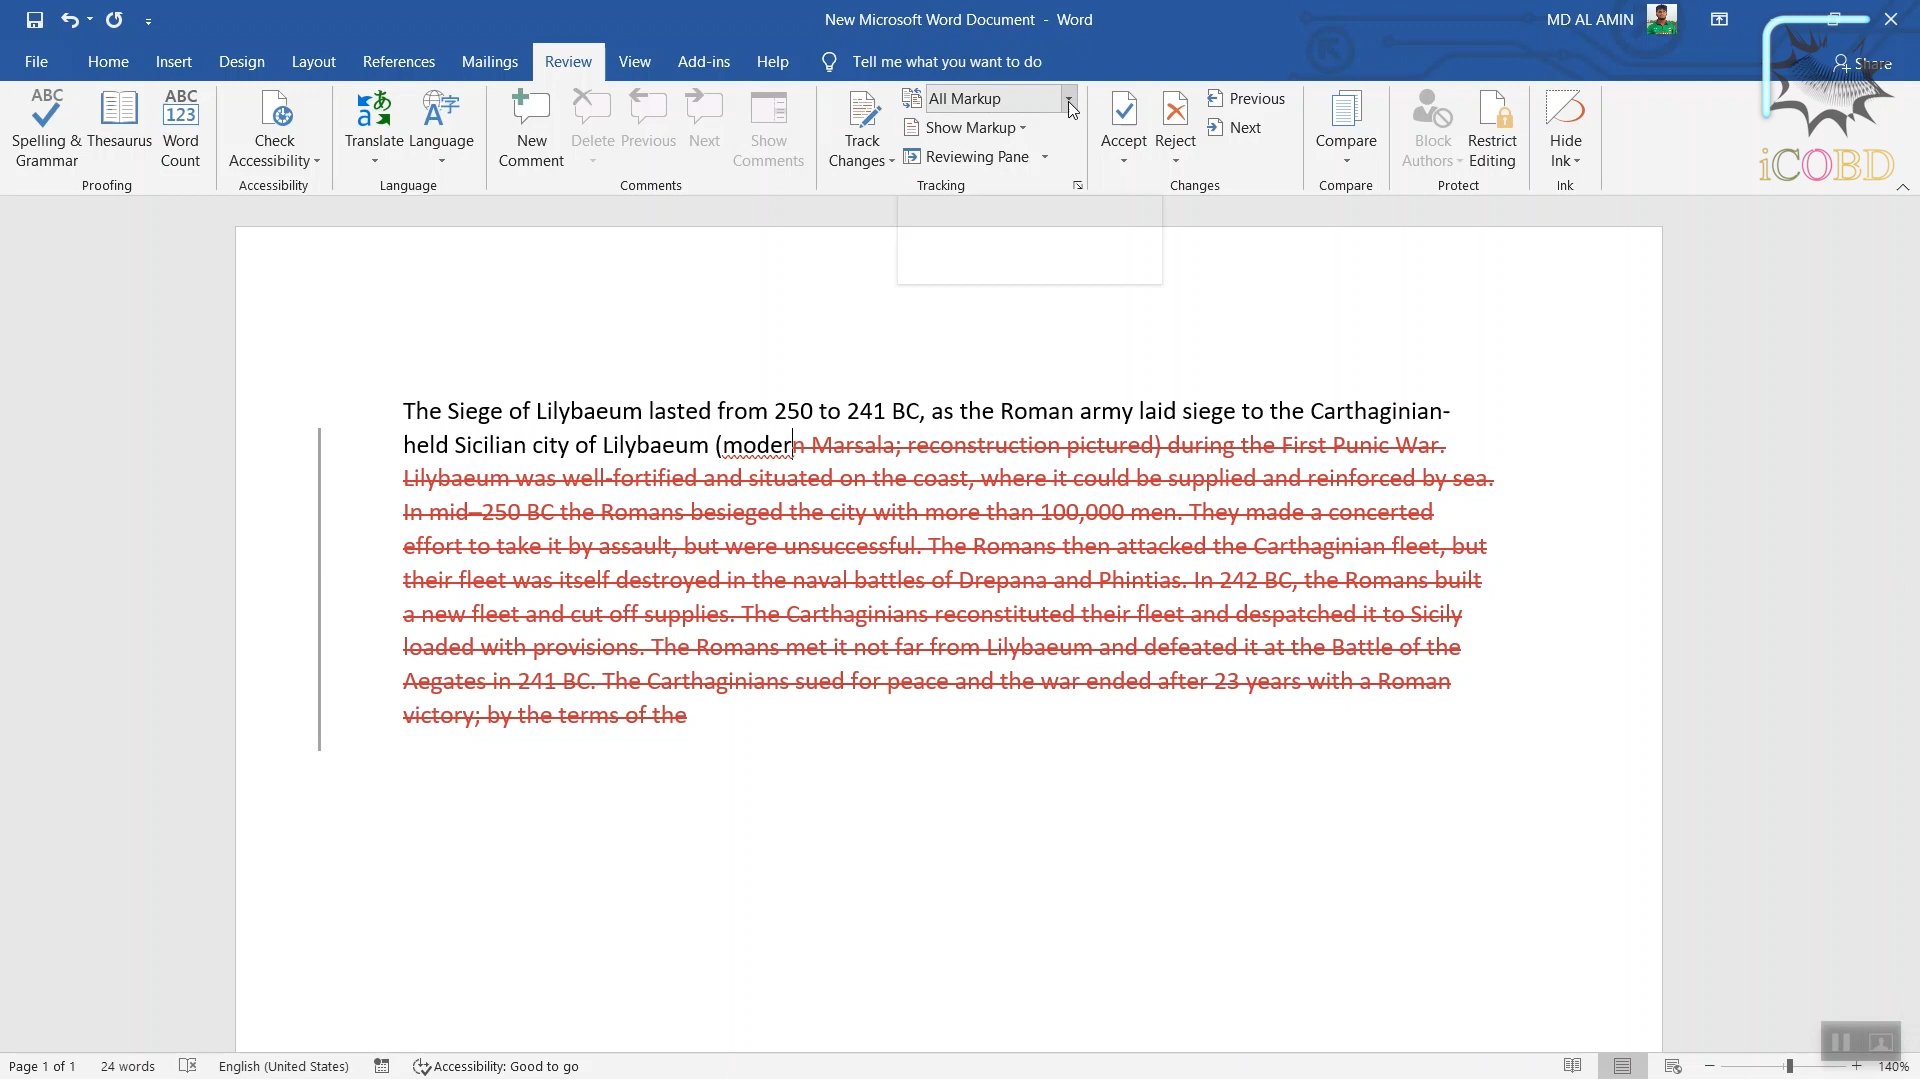 New Microsoft Word Document - Word
MD AL AMIN
File Home Insert Design Layout References Mailings Review View Add-ins Help Tell me what you want to do
Share
ABC
Spelling &
Grammar
Thesaurus
ABC
123
Word
Count
Proofing
Check
Accessibility
Accessibility
Translate
Language
Language
New
Comment
Delete
Previous
Next
Show
Comments
Comments
Track
Changes
All Markup
Show Markup
Reviewing Pane
Tracking
Accept
Reject
Previous
Next
Changes
Compare
Compare
Block
Authors
Restrict
Editing
Protect
Hide
Ink
Ink
iCOBD
The Siege of Lilybaeum lasted from 250 to 241 BC, as the Roman army laid siege to the Carthaginian-
held Sicilian city of Lilybaeum (modern Marsala; reconstruction pictured) during the First Punic War.
Lilybaeum was well-fortified and situated on the coast, where it could be supplied and reinforced by sea.
In mid–250 BC the Romans besieged the city with more than 100,000 men. They made a concerted
effort to take it by assault, but were unsuccessful. The Romans then attacked the Carthaginian fleet, but
their fleet was itself destroyed in the naval battles of Drepana and Phintias. In 242 BC, the Romans built
a new fleet and cut off supplies. The Carthaginians reconstituted their fleet and despatched it to Sicily
loaded with provisions. The Romans met it not far from Lilybaeum and defeated it at the Battle of the
Aegates in 241 BC. The Carthaginians sued for peace and the war ended after 23 years with a Roman
victory; by the terms of the
Page 1 of 1 24 words English (United States) Accessibility: Good to go 140%